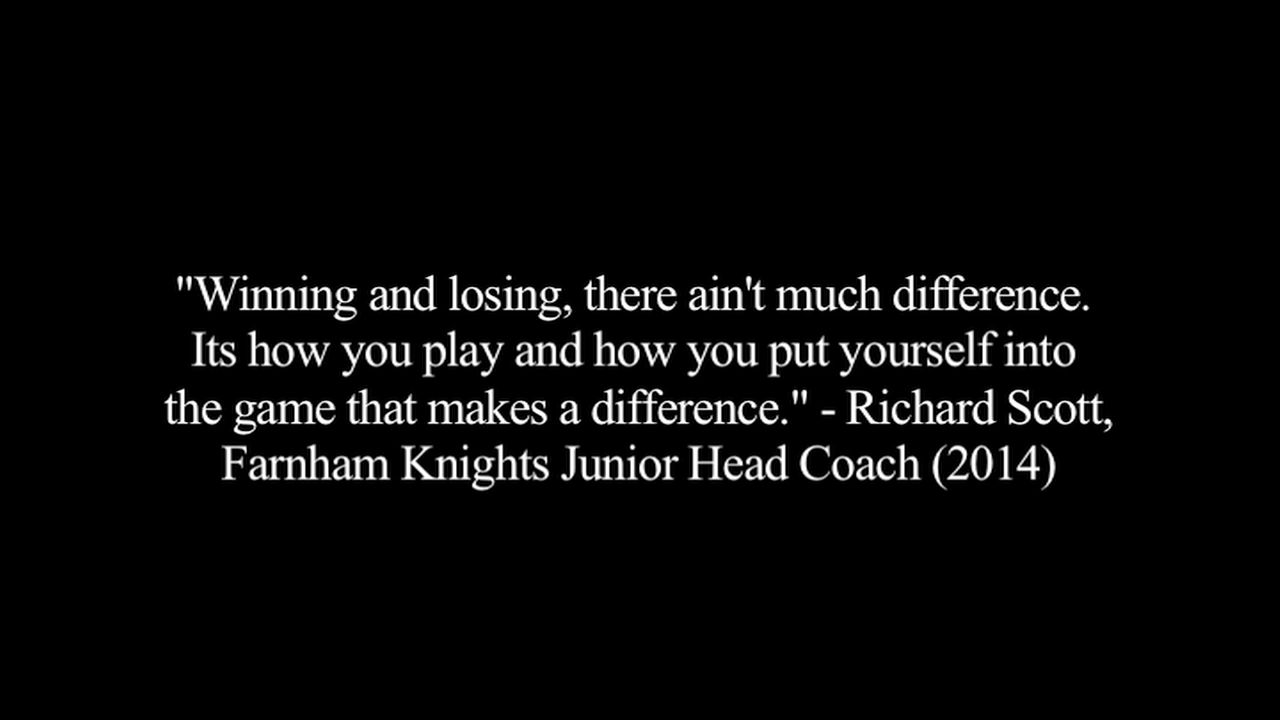 "Winning and losing, there ain't much difference.
Its how you play and how you put yourself into
the game that makes a difference." - Richard Scott,
Farnham Knights Junior Head Coach (2014)